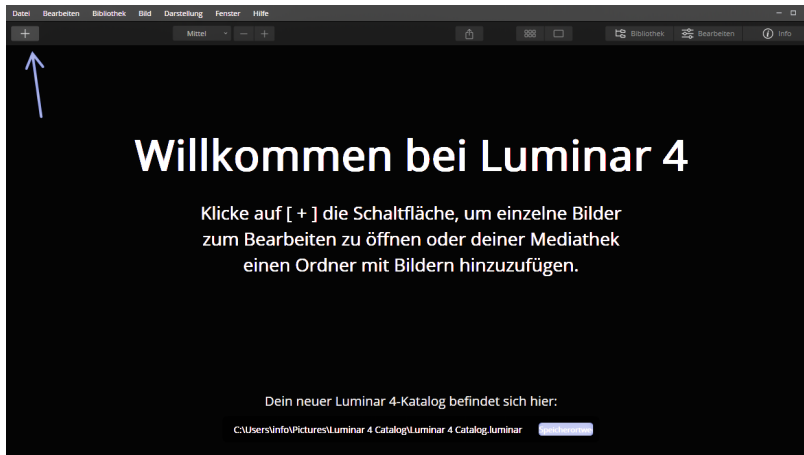 Datei Bearbeiten Bibliothek Bild Darstellung Fenster Hilfe
Mittel Bibliothek Bearbeiten Info
Willkommen bei Luminar 4
Klicke auf [ + ] die Schaltfläche, um einzelne Bilder
zum Bearbeiten zu öffnen oder deiner Mediathek
einen Ordner mit Bildern hinzuzufügen.
Dein neuer Luminar 4-Katalog befindet sich hier:
C:\Users\info\Pictures\Luminar 4 Catalog\Luminar 4 Catalog.luminar